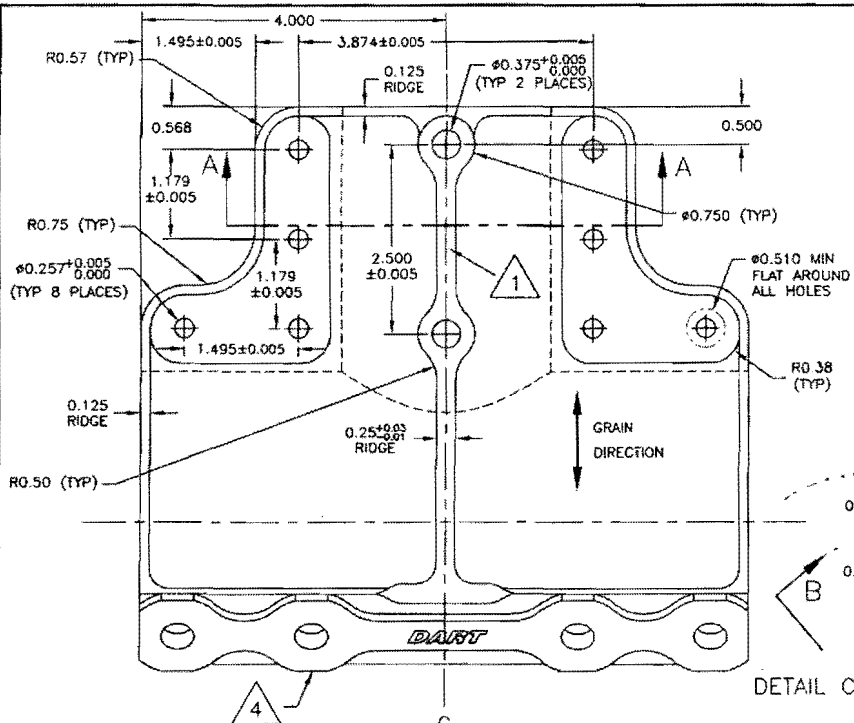 4.000
1.495±0.005
3.874±0.005
R0.57 (TYP)
0.125
RIDGE
ø0.375+0.005
0.000
(TYP 2 PLACES)
0.568
0.500
A
A
1.179
±0.005
ø0.750 (TYP)
R0.75 (TYP)
2.500
±0.005
1
ø0.257+0.005
0.000
(TYP 8 PLACES)
1.179
±0.005
ø0.510 MIN
FLAT AROUND
ALL HOLES
1.495±0.005
R0.38
(TYP)
0.125
RIDGE
0.25+0.03
-0.01
RIDGE
GRAIN
DIRECTION
R0.50 (TYP)
0
0.
B
DART
DETAIL C
4